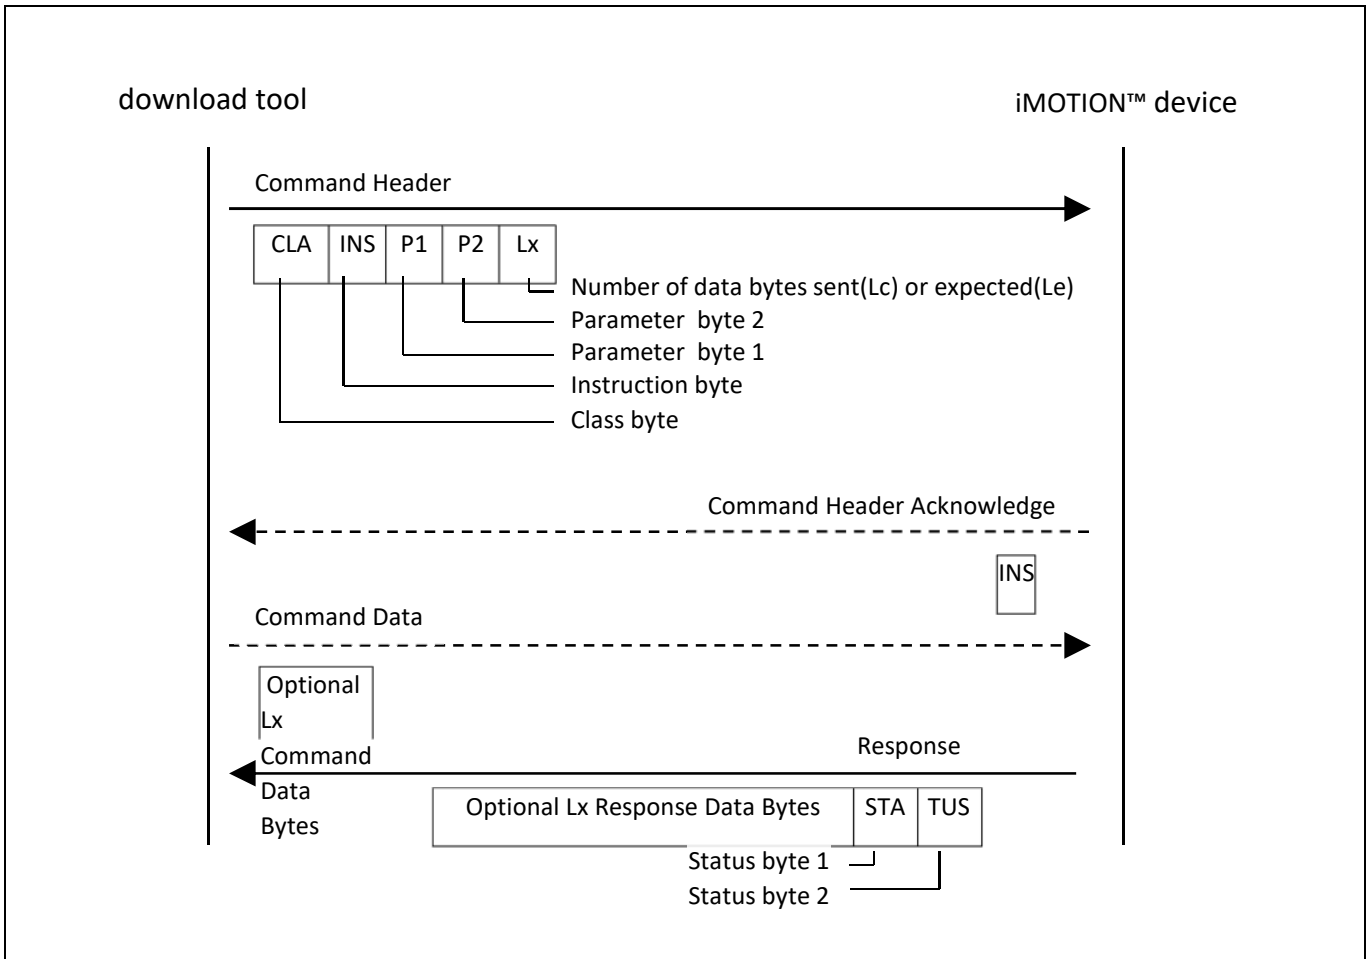 download tool
iMOTION™ device
Command Header
CLA INS P1 P2 Lx
Number of data bytes sent(Lc) or expected(Le)
Parameter byte 2
Parameter byte 1
Instruction byte
Class byte
Command Header Acknowledge
INS
Command Data
Optional
Lx
Command
Data
Bytes
Response
Optional Lx Response Data Bytes STA TUS
Status byte 1
Status byte 2